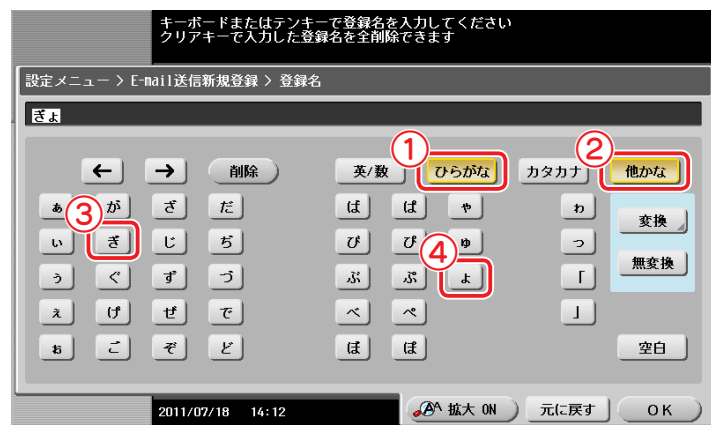 キーボードまたはテンキーで登録名を入力してください
クリアキーで入力した登録名を全削除できます
設定メニュー > E-mail送信新規登録 > 登録名
ぎょ
① ②
← → 削除 英/数 ひらがな カタカナ 他かな
③
ぁ が ざ だ ば ぱ ゃ ゎ 変換
④
ぃ ぎ じ ぢ び ぴ ゅ っ 無変換
ぅ ぐ ず づ ぶ ぷ ょ 「
ぇ げ ぜ で べ ぺ 」
ぉ ご ぞ ど ぼ ぽ 空白
2011/07/18 14:12 AA 拡大 ON 元に戻す OK